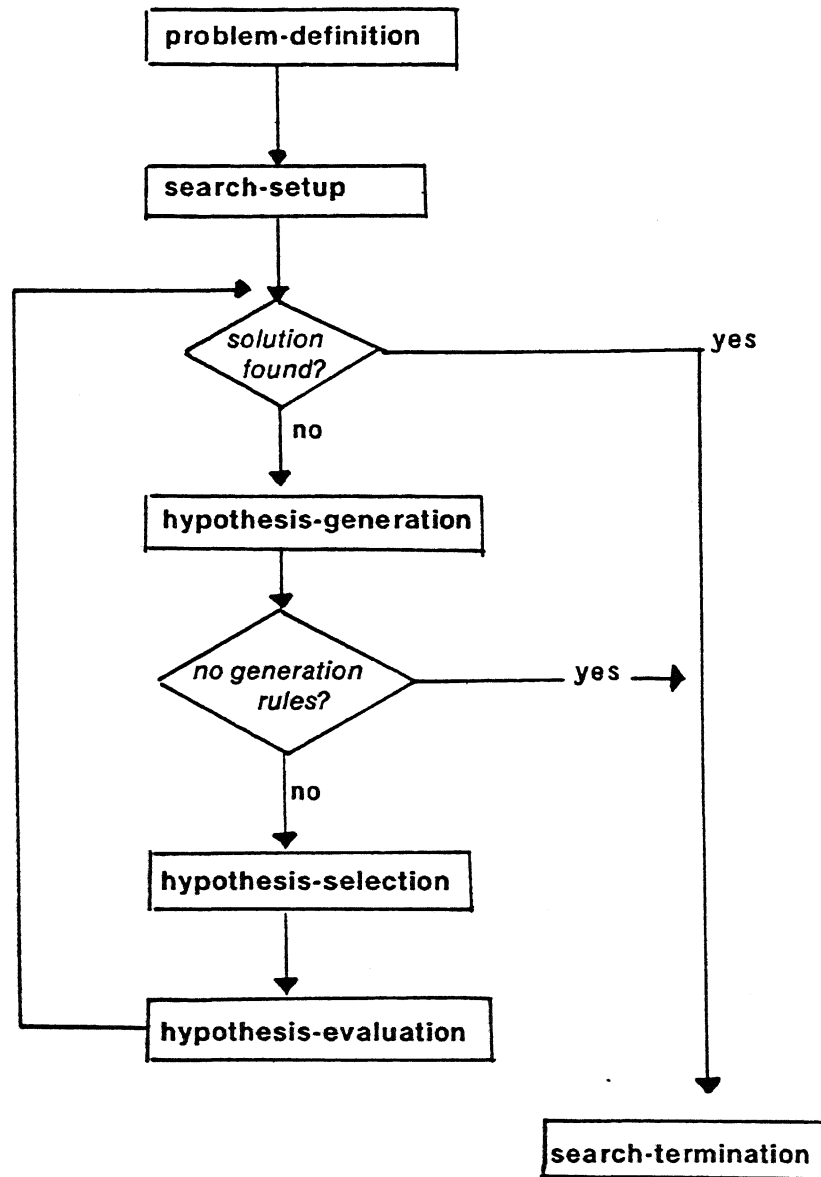 problem-definition
search-setup
solution
found?
yes
no
hypothesis-generation
no generation
rules?
yes
no
hypothesis-selection
hypothesis-evaluation
search-termination